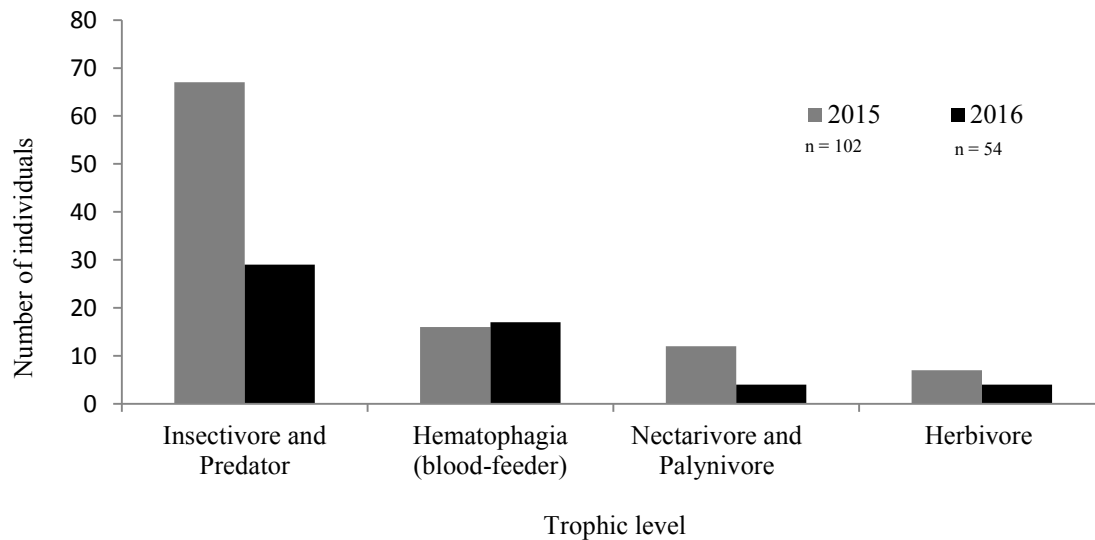 80
70
60
50
40
30
20
10
0
Number of individuals
2015
n = 102
2016
n = 54
Insectivore and
Predator
Hematophagia
(blood-feeder)
Nectarivore and
Palynivore
Herbivore
Trophic level